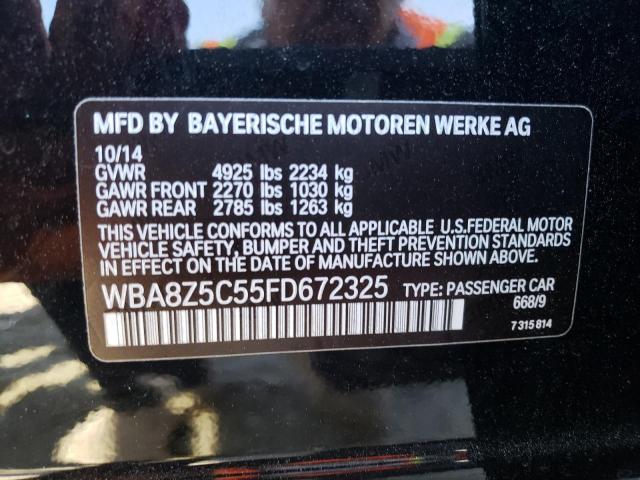 MFD BY BAYERISCHE MOTOREN WERKE AG
10/14
GVWR 4925 lbs 2234 kg
GAWR FRONT 2270 lbs 1030 kg
GAWR REAR 2785 lbs 1263 kg
THIS VEHICLE CONFORMS TO ALL APPLICABLE U.S.FEDERAL MOTOR
VEHICLE SAFETY, BUMPER AND THEFT PREVENTION STANDARDS
IN EFFECT ON THE DATE OF MANUFACTURE SHOWN ABOVE.
WBA8Z5C55FD672325 TYPE: PASSENGER CAR
668/9
7 315 814